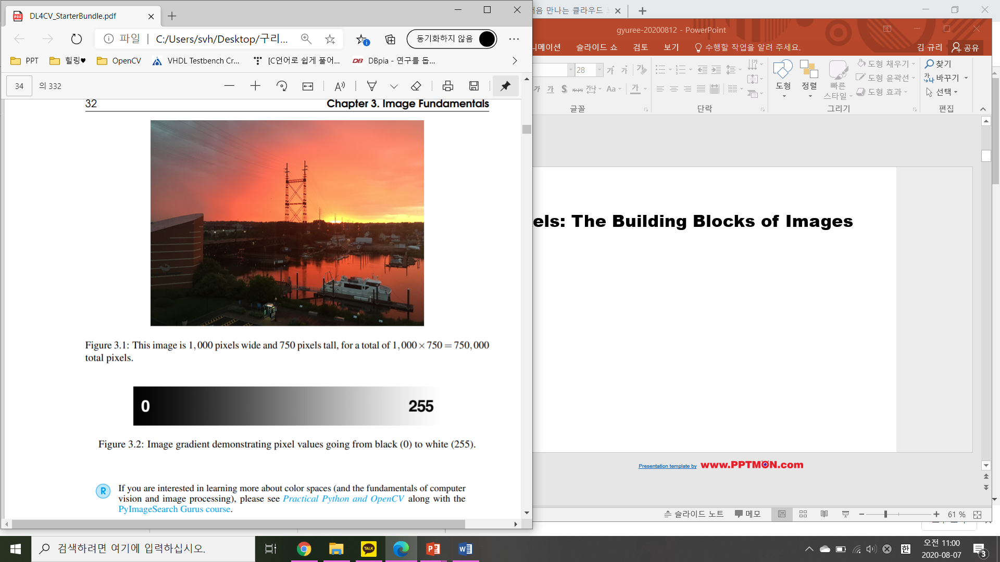 DL4CV_StarterBundle.pdf
파일 | C:/Users/svh/Desktop/구리...
동기화하지 않음
PPT
힐링♥
OpenCV
VHDL Testbench Cr...
[C언어로 쉽게 풀어...
DBpia - 연구를 돕...
34 의 332
32 Chapter 3. Image Fundamentals
Figure 3.1: This image is 1,000 pixels wide and 750 pixels tall, for a total of 1,000 × 750 = 750,000
total pixels.
0 255
Figure 3.2: Image gradient demonstrating pixel values going from black (0) to white (255).
R
If you are interested in learning more about color spaces (and the fundamentals of computer
vision and image processing), please see Practical Python and OpenCV along with the
PyImageSearch Gurus course.
만나는 클라우드
gyuree-20200812 - PowerPoint
니메이션 슬라이드 쇼 검토 보기 수행할 작업을 알려 주세요. 김 규리 공유
28
도형
정렬
빠른
스타일
도형 채우기
도형 윤곽선
도형 효과
찾기
바꾸기
선택
글꼴 단락 그리기 편집
els: The Building Blocks of Images
Presentation template by www.PPTMON.com
슬라이드 노트 메모 61 %
검색하려면 여기에 입력하십시오.
TALK
한
오전 11:00
2020-08-07
3